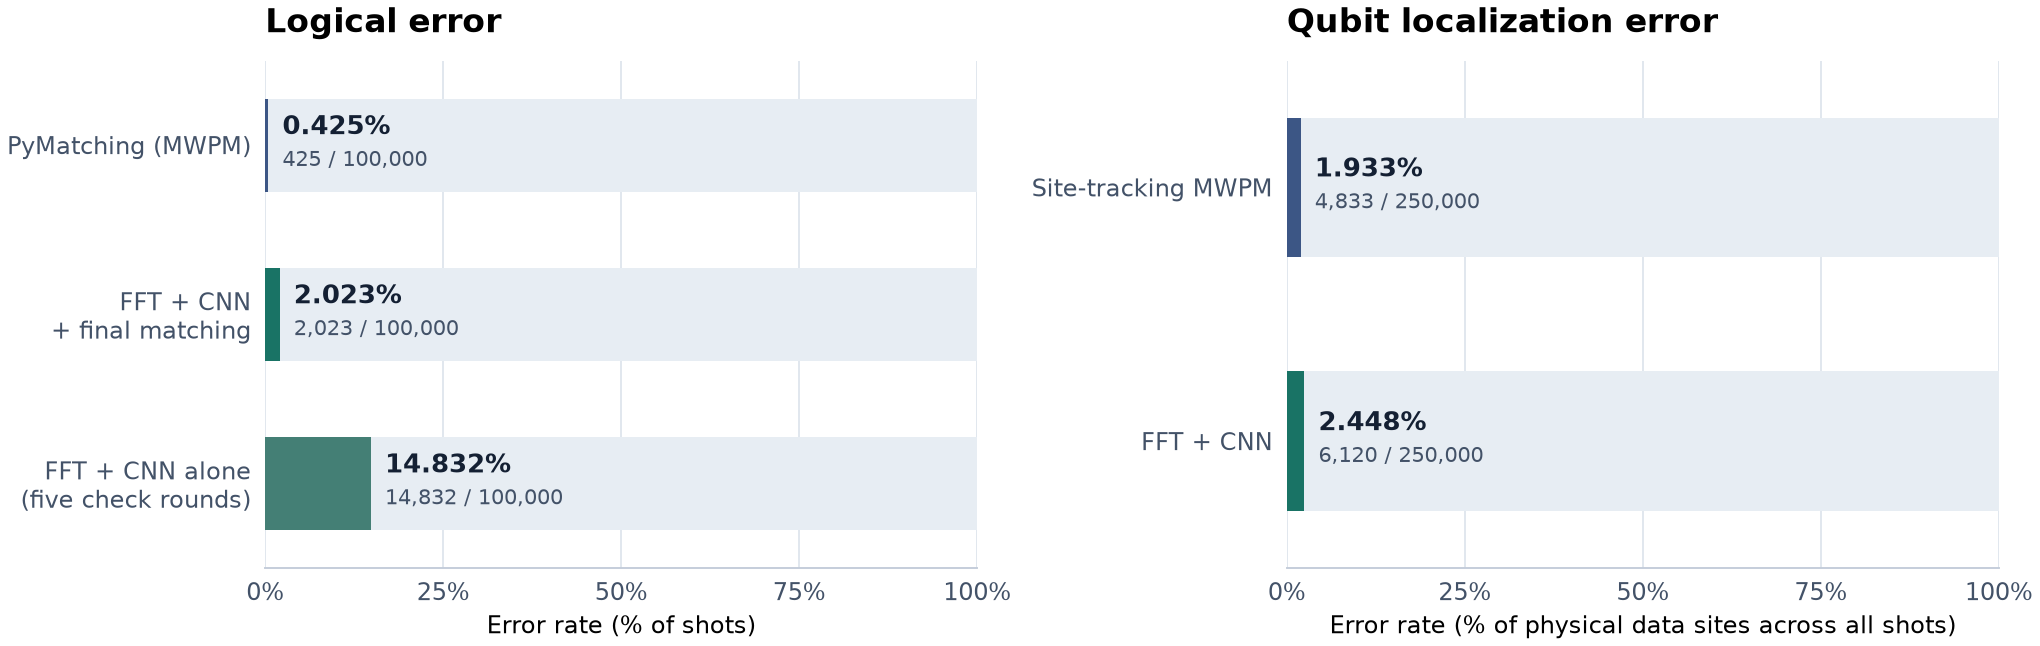 Logical error
PyMatching (MWPM)
0.425%
425 / 100,000
FFT + CNN
+ final matching
2.023%
2,023 / 100,000
FFT + CNN alone
(five check rounds)
14.832%
14,832 / 100,000
0%
25%
50%
75%
100%
Error rate (% of shots)
Qubit localization error
Site-tracking MWPM
1.933%
4,833 / 250,000
FFT + CNN
2.448%
6,120 / 250,000
0%
25%
50%
75%
100%
Error rate (% of physical data sites across all shots)